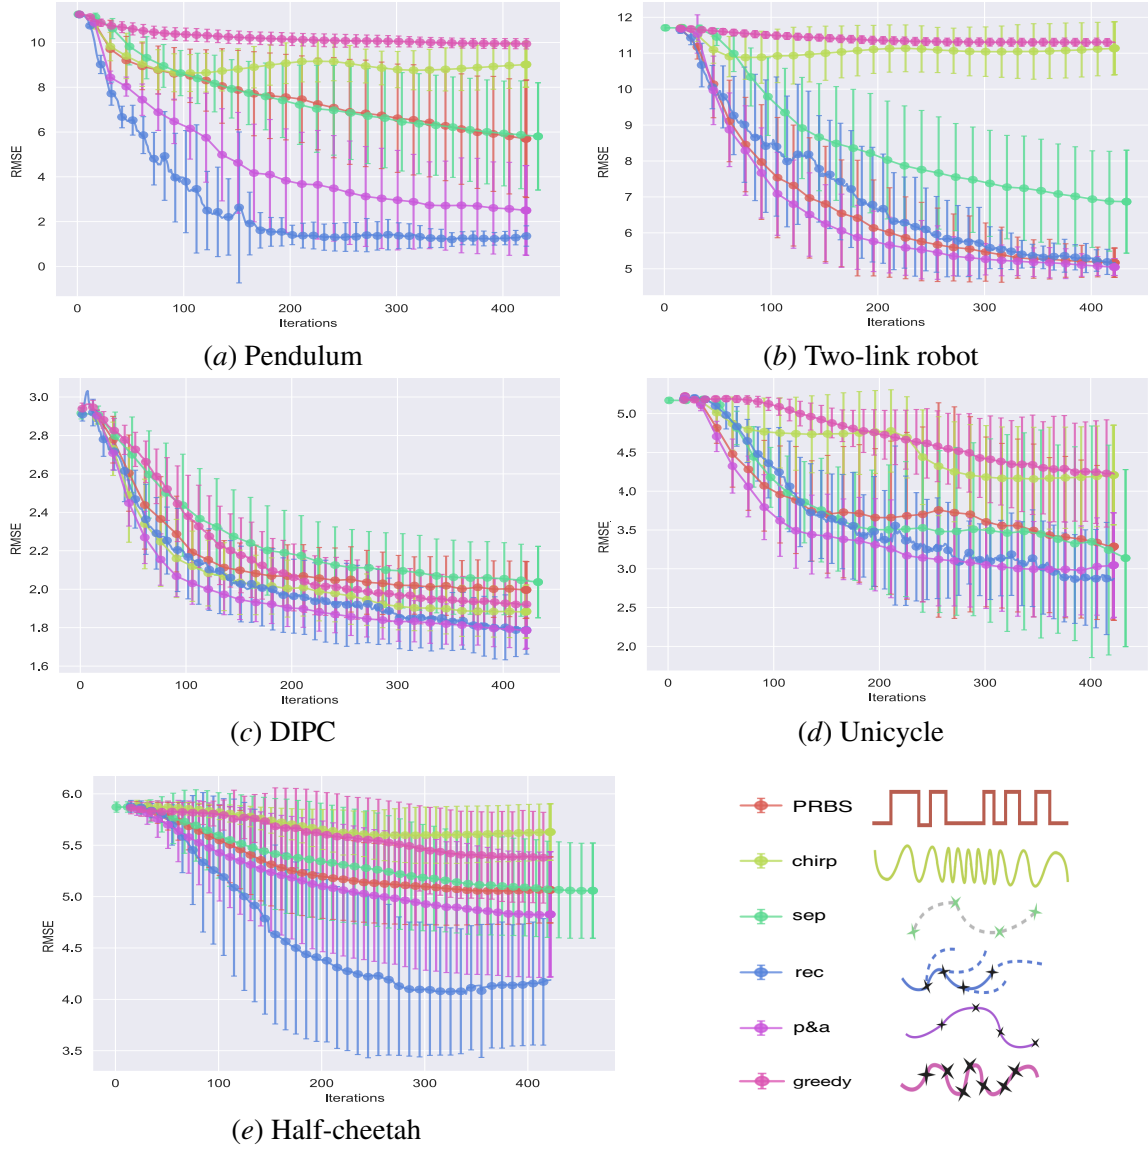 10
8
6
4
2
0
RMSE
0
100
200
300
400
Iterations
(a) Pendulum
12
11
10
9
8
7
6
5
RMSE
0
100
200
300
400
Iterations
(b) Two-link robot
3.0
2.8
2.6
2.4
2.2
2.0
1.8
1.6
RMSE
0
100
200
300
400
Iterations
(c) DIPC
5.0
4.5
4.0
3.5
3.0
2.5
2.0
RMSE
0
100
200
300
400
Iterations
(d) Unicycle
6.0
5.5
5.0
4.5
4.0
3.5
RMSE
0
100
200
300
400
Iterations
(e) Half-cheetah
PRBS
chirp
sep
rec
p&a
greedy